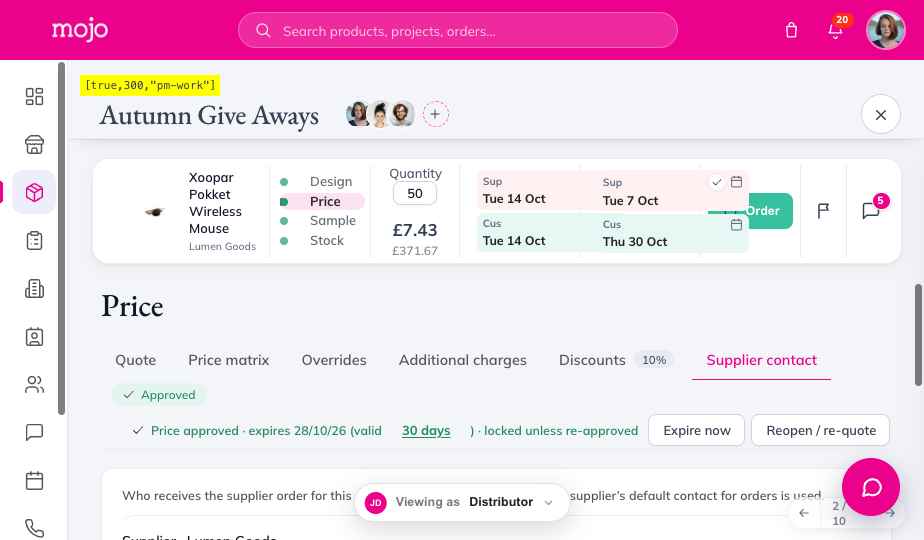 mojo
Search products, projects, orders...
20
[true,300,"pm-work"]
Autumn Give Aways
Xoopar
Pokket
Wireless
Mouse
Lumen Goods
Design
Price
Sample
Stock
Quantity
50
£7.43
£371.67
Sup
Tue 14 Oct
Sup
Tue 7 Oct
Cus
Tue 14 Oct
Cus
Thu 30 Oct
Order
5
Price
Quote
Price matrix
Overrides
Additional charges
Discounts 10%
Supplier contact
Approved
Price approved · expires 28/10/26 (valid 30 days ) · locked unless re-approved
Expire now
Reopen / re-quote
Who receives the supplier order for this
supplier's default contact for orders is used.
JD Viewing as Distributor
2 /
10
Supplier · Lumen Goods